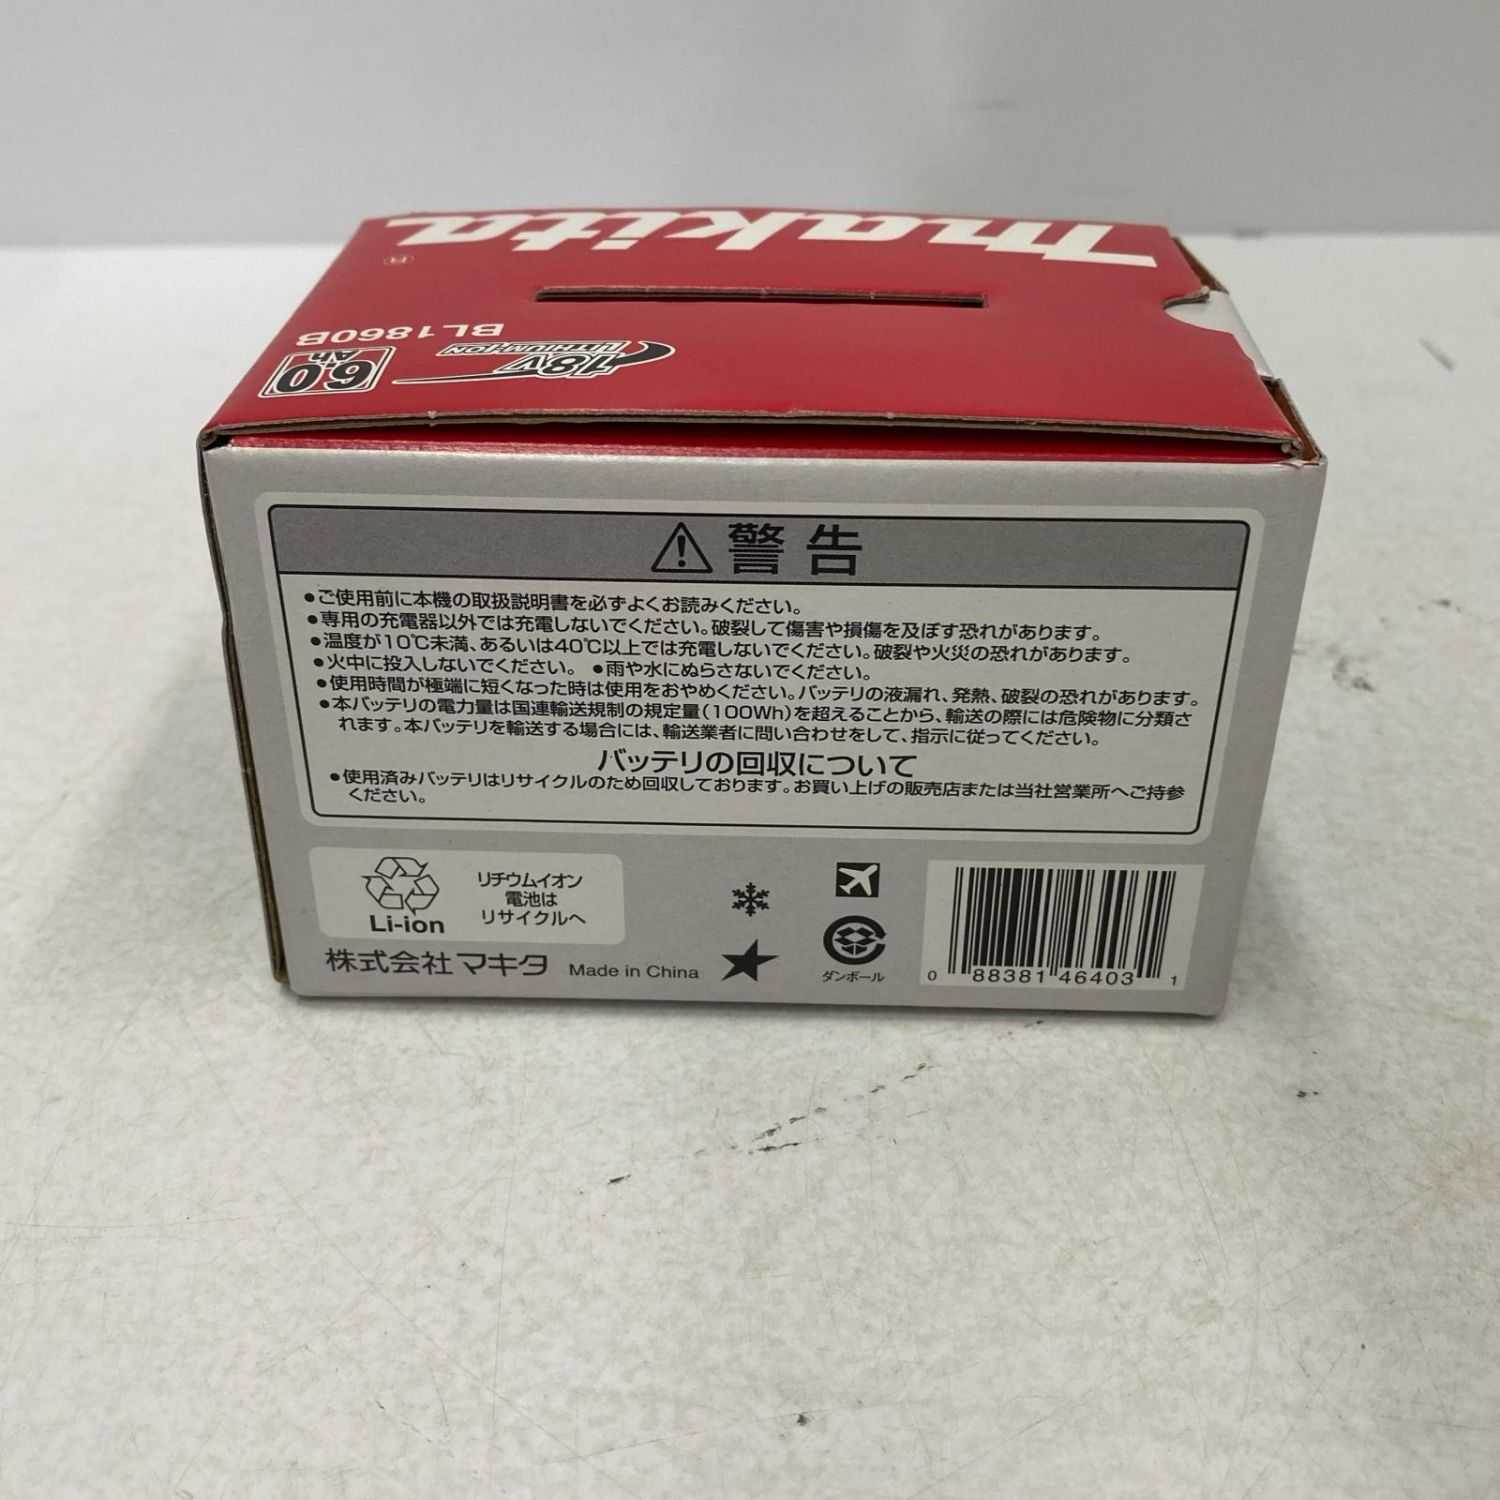 makita
®
BL1860B
18V
LITHIUM-ION
6.0
Ah
警告
●ご使用前に本機の取扱説明書を必ずよくお読みください。
●専用の充電器以外では充電しないでください。破裂して傷害や損傷を及ぼす恐れがあります。
●温度が10℃未満、あるいは40℃以上では充電しないでください。破裂や火災の恐れがあります。
●火中に投入しないでください。 ●雨や水にぬらさないでください。
●使用時間が極端に短くなった時は使用をおやめください。バッテリの液漏れ、発熱、破裂の恐れがあります。
●本バッテリの電力量は国連輸送規制の規定量(100Wh)を超えることから、輸送の際には危険物に分類さ
れます。本バッテリを輸送する場合には、輸送業者に問い合わせをして、指示に従ってください。
バッテリの回収について
●使用済みバッテリはリサイクルのため回収しております。お買い上げの販売店または当社営業所へご持参
ください。
Li-ion
リチウムイオン
電池は
リサイクルへ
株式会社マキタ Made in China
ダンボール
0 88381 46403 1